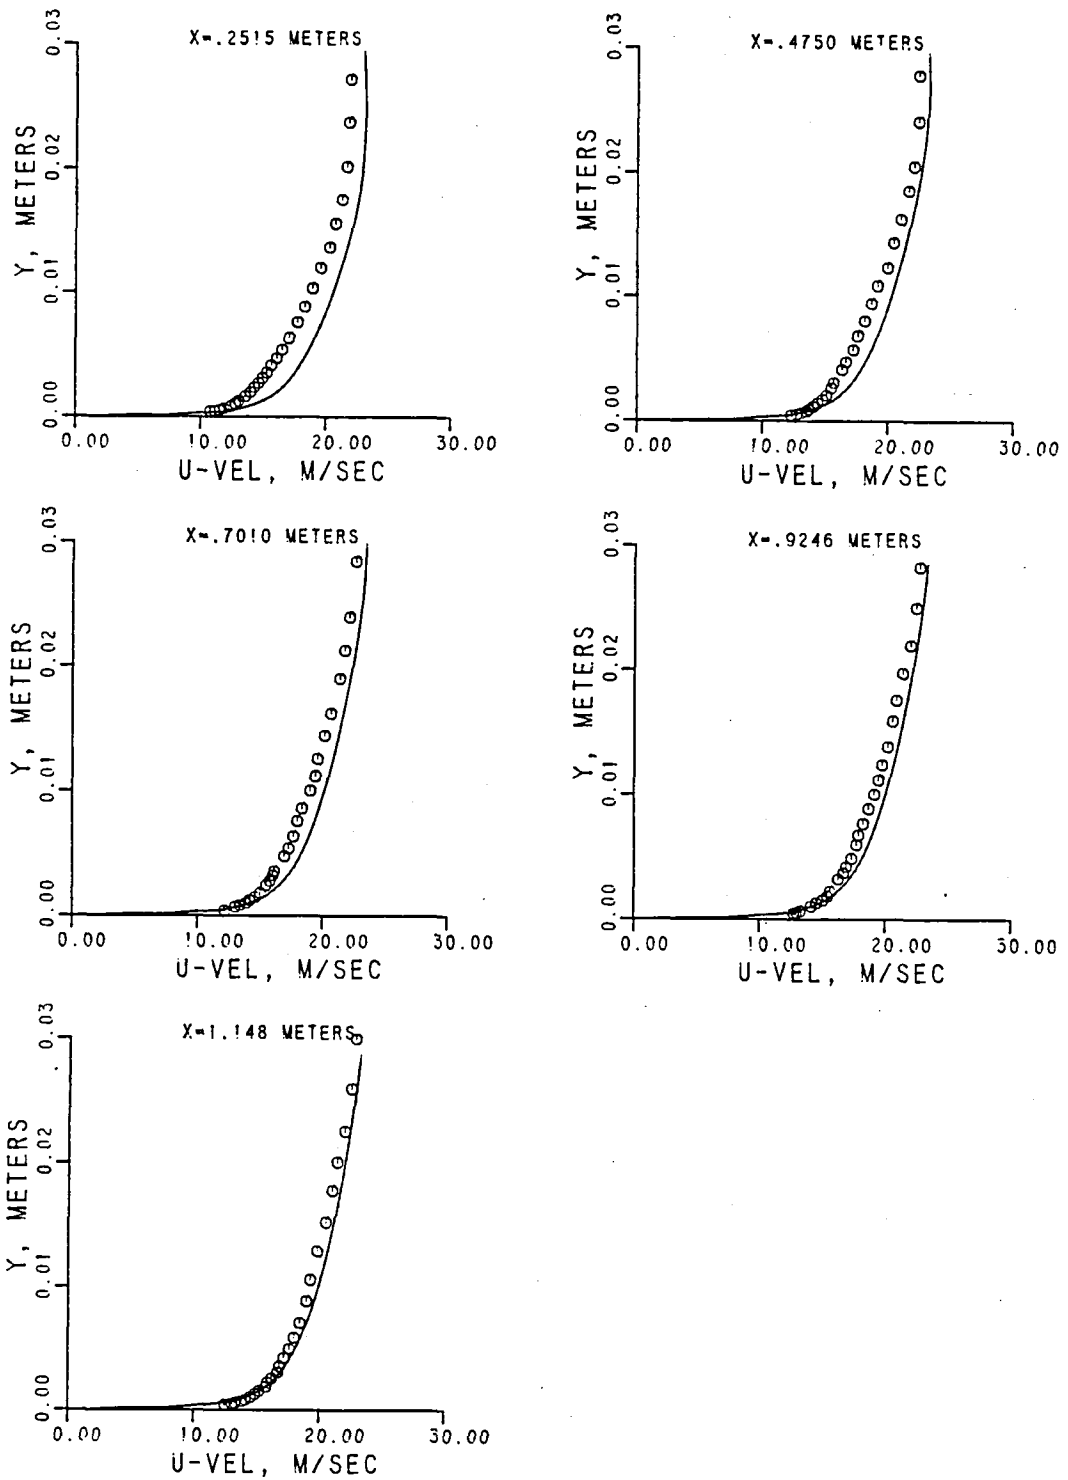 X=.2515 METERS
0.03
0.02
0.01
0.00
Y, METERS
0.00 10.00 20.00 30.00
U-VEL, M/SEC
X=.4750 METERS
0.03
0.02
0.01
0.00
Y, METERS
0.00 10.00 20.00 30.00
U-VEL, M/SEC
X=.7010 METERS
0.03
0.02
0.01
0.00
Y, METERS
0.00 10.00 20.00 30.00
U-VEL, M/SEC
X=.9246 METERS
0.03
0.02
0.01
0.00
Y, METERS
0.00 10.00 20.00 30.00
U-VEL, M/SEC
X=1.148 METERS
0.03
0.02
0.01
0.00
Y, METERS
0.00 10.00 20.00 30.00
U-VEL, M/SEC